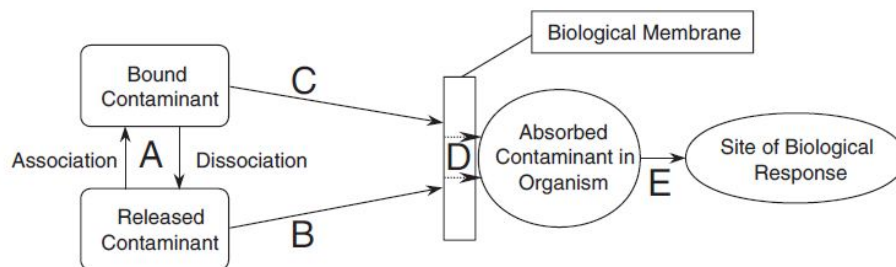 Biological Membrane
Bound
Contaminant
C
Association
A
Dissociation
D
Absorbed
Contaminant in
Organism
E
Site of Biological
Response
Released
Contaminant
B